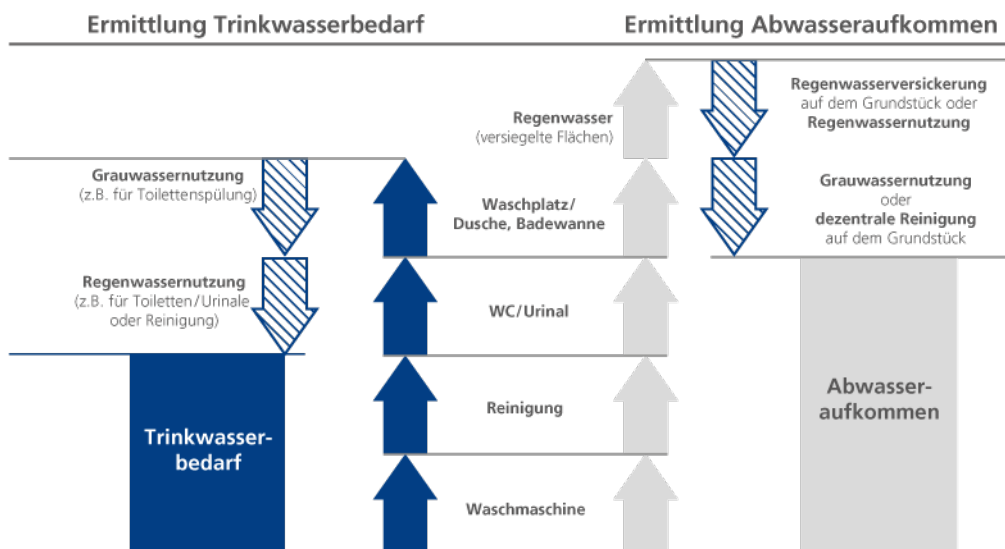 Ermittlung Trinkwasserbedarf
Ermittlung Abwasseraufkommen
Regenwasserversickerung
auf dem Grundstück oder
Regenwassernutzung
Regenwasser
(versiegelte Flächen)
Grauwassernutzung
(z.B. für Toilettenspülung)
Waschplatz/
Dusche, Badewanne
Grauwassernutzung
oder
dezentrale Reinigung
auf dem Grundstück
Regenwassernutzung
(z.B. für Toiletten/Urinale
oder Reinigung)
WC/Urinal
Reinigung
Abwasser-
aufkommen
Trinkwasser-
bedarf
Waschmaschine